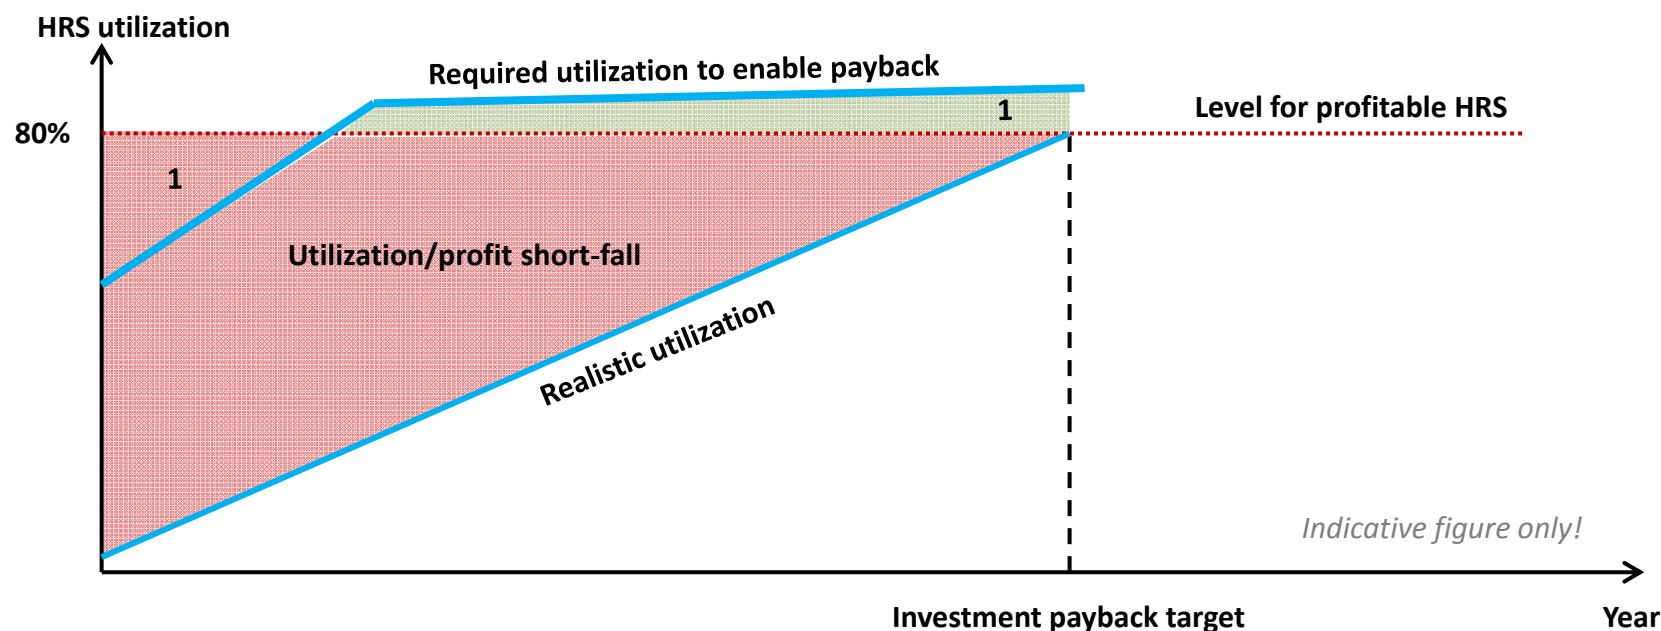 HRS utilization
Required utilization to enable payback
1
Level for profitable HRS
80%
1
Utilization/profit short-fall
Realistic utilization
Indicative figure only!
Investment payback target
Year